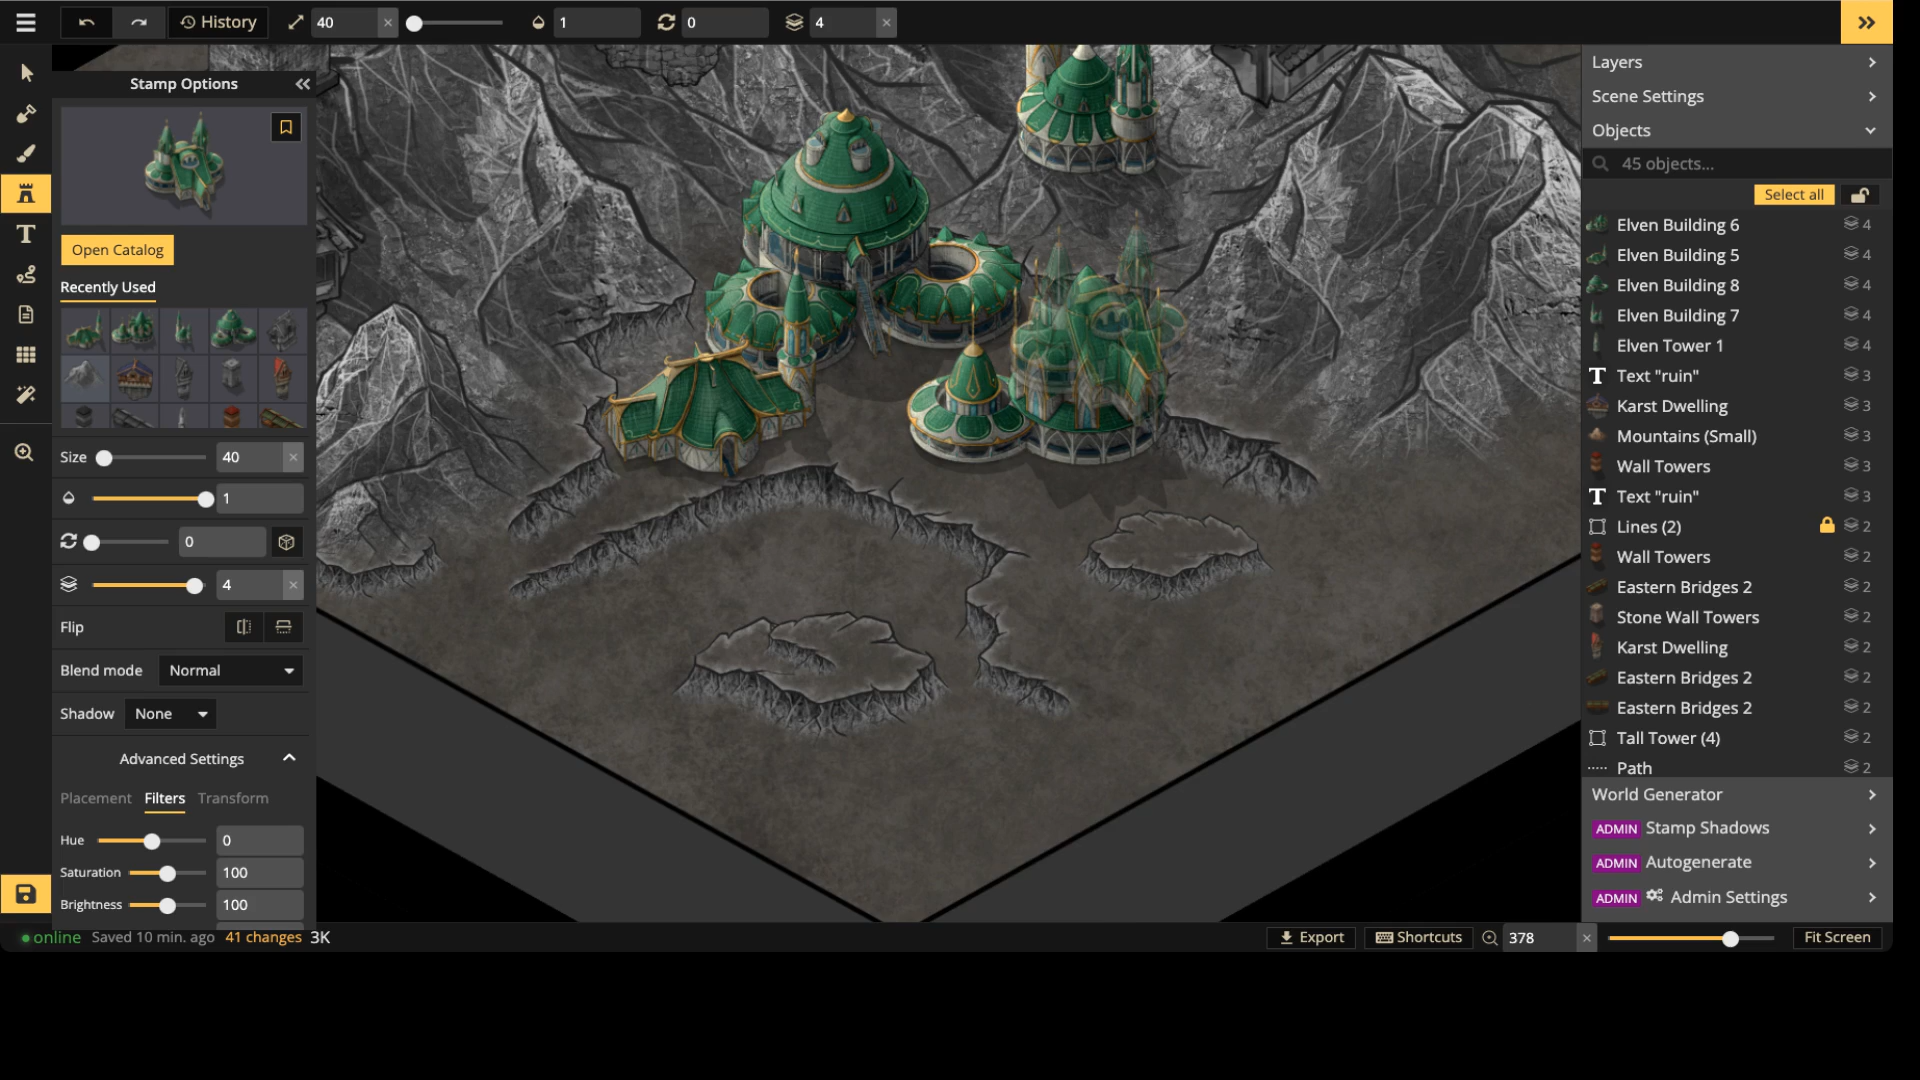 History
40
1
0
4
Stamp Options
Open Catalog
Recently Used
Size
40
1
0
4
Flip
Blend mode
Normal
Shadow
None
Advanced Settings
Placement
Filters
Transform
Hue
0
Saturation
100
Brightness
100
online
Saved 10 min. ago
41 changes
3K
Layers
Scene Settings
Objects
45 objects...
Select all
Elven Building 6 4
Elven Building 5 4
Elven Building 8 4
Elven Building 7 4
Elven Tower 1 4
Text "ruin" 3
Karst Dwelling 3
Mountains (Small) 3
Wall Towers 3
Text "ruin" 3
Lines (2) 2
Wall Towers 2
Eastern Bridges 2 2
Stone Wall Towers 2
Karst Dwelling 2
Eastern Bridges 2 2
Eastern Bridges 2 2
Tall Tower (4) 2
Path 2
World Generator
ADMIN Stamp Shadows
ADMIN Autogenerate
ADMIN Admin Settings
Export
Shortcuts
378
Fit Screen